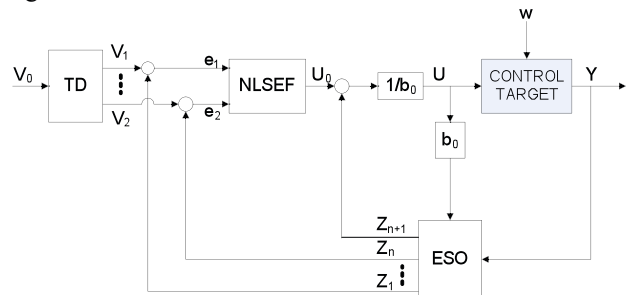 w
V₀
TD
V₁
V₂
e₁
e₂
NLSEF
U₀
1/b₀
U
CONTROL
TARGET
Y
b₀
Zₙ₊₁
Zₙ
Z₁
ESO